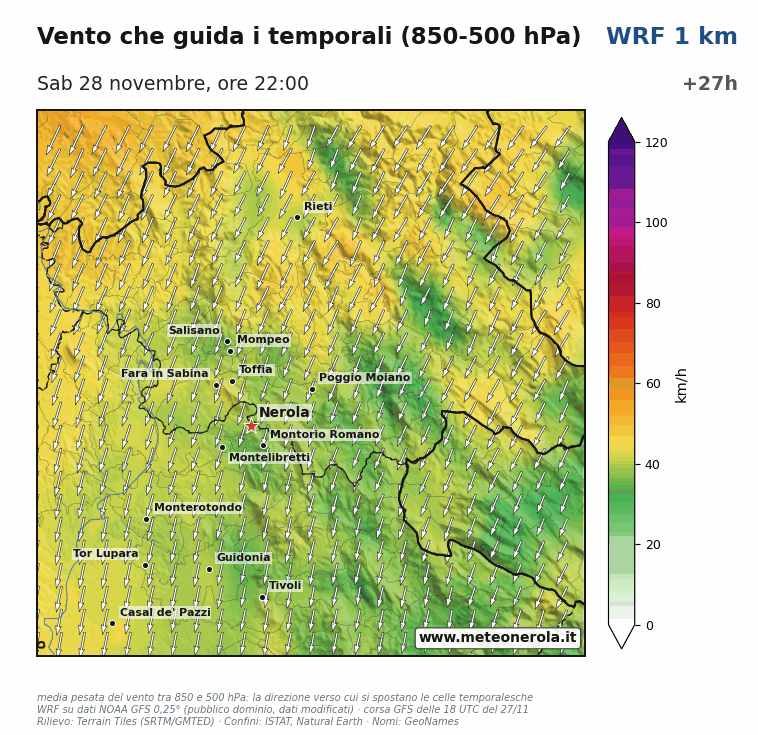 Vento che guida i temporali (850-500 hPa) WRF 1 km
Sab 28 novembre, ore 22:00 +27h
Rieti
Salisano
Mompeo
Fara in Sabina
Toffia
Poggio Moiano
Nerola
Montorio Romano
Montelibretti
Monterotondo
Tor Lupara
Guidonia
Tivoli
Casal de' Pazzi
www.meteonerola.it
120
100
80
60
40
20
0
km/h
media pesata del vento tra 850 e 500 hPa: la direzione verso cui si spostano le celle temporalesche
WRF su dati NOAA GFS 0,25° (pubblico dominio, dati modificati) · corsa GFS delle 18 UTC del 27/11
Rilievo: Terrain Tiles (SRTM/GMTED) · Confini: ISTAT, Natural Earth · Nomi: GeoNames